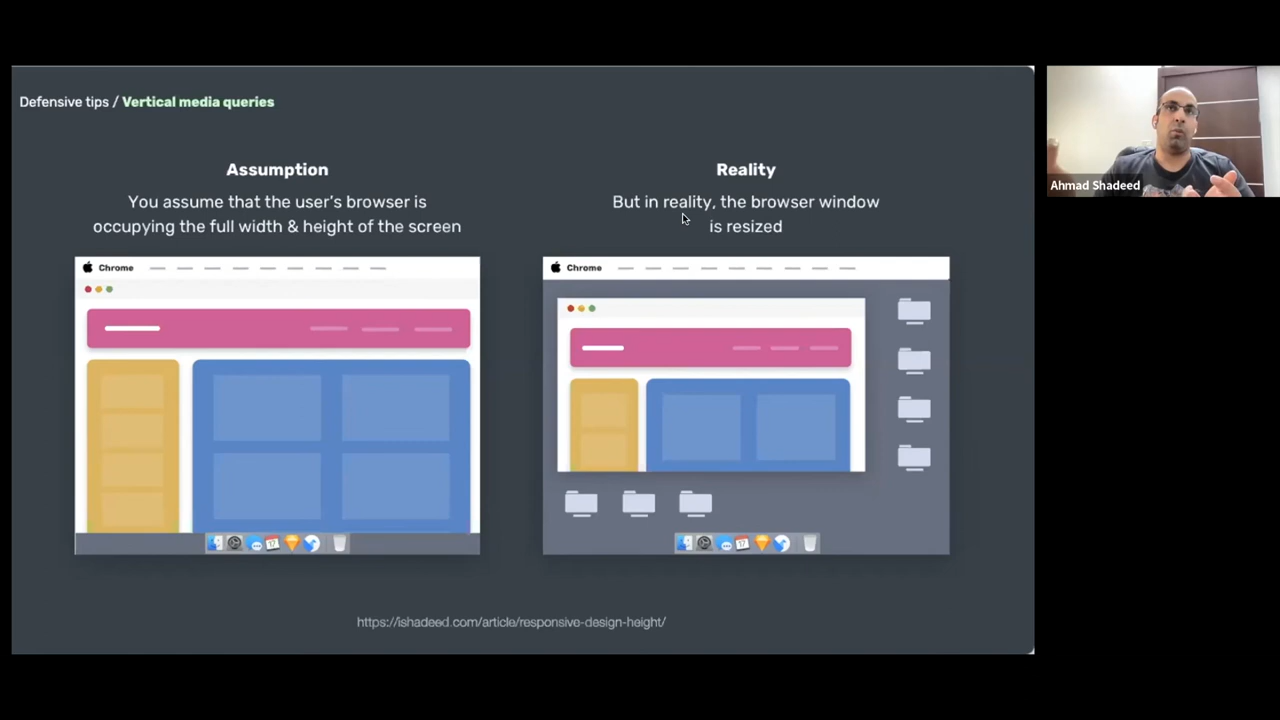 Defensive tips / Vertical media queries
Assumption
You assume that the user's browser is
occupying the full width & height of the screen
Chrome
17
Reality
But in reality, the browser window
is resized
Chrome
17
https://ishadeed.com/article/responsive-design-height/
Ahmad Shadeed